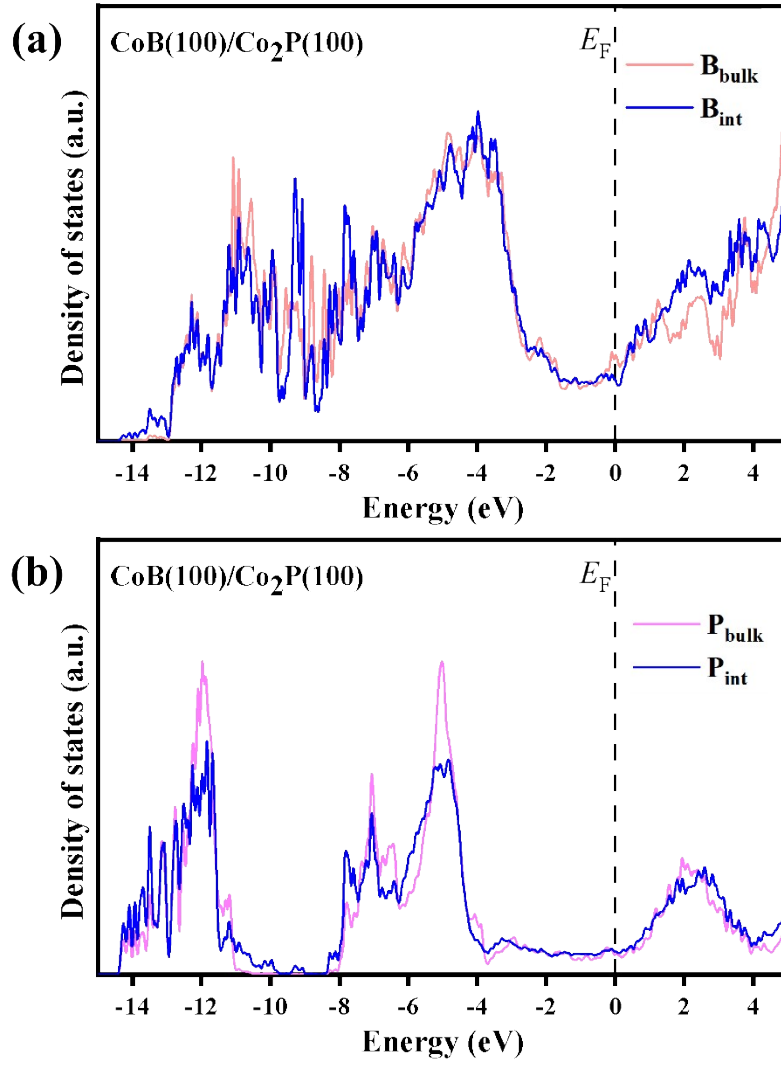 (a)
CoB(100)/Co2P(100)
EF
Bbulk
Bint
Density of states (a.u.)
-14 -12 -10 -8 -6 -4 -2 0 2 4
Energy (eV)
(b)
CoB(100)/Co2P(100)
EF
Pbulk
Pint
Density of states (a.u.)
-14 -12 -10 -8 -6 -4 -2 0 2 4
Energy (eV)